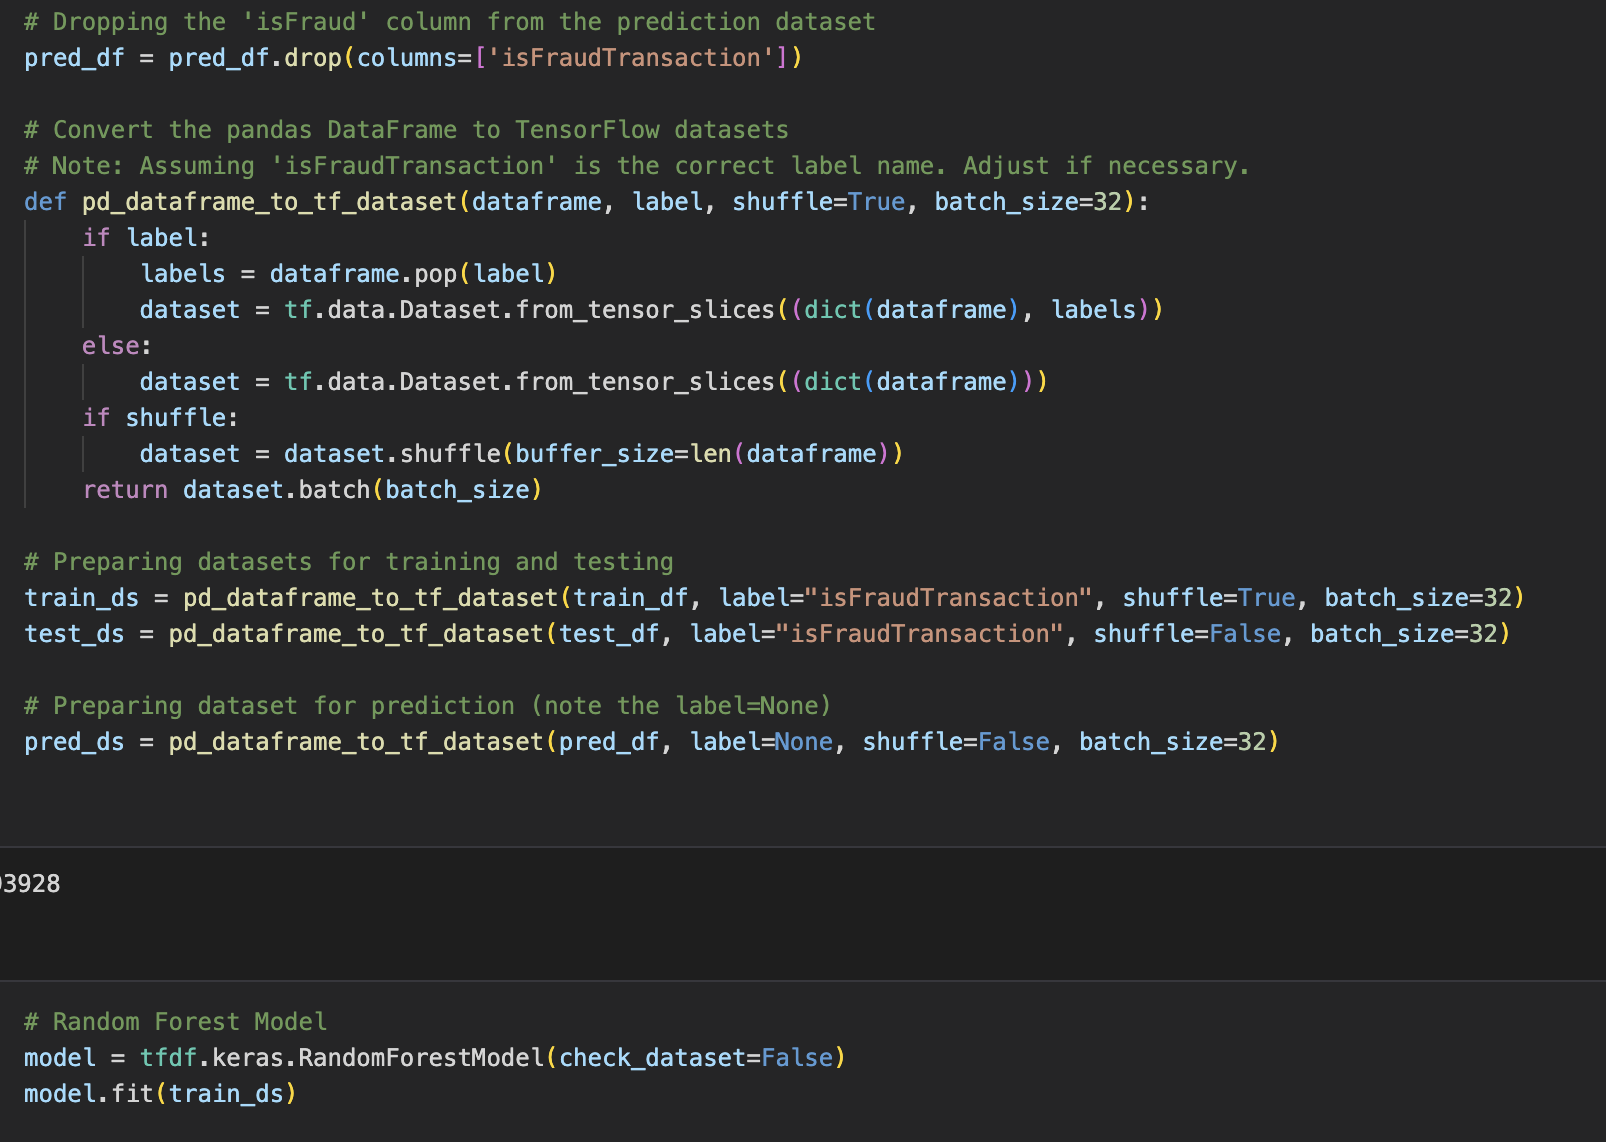 # Dropping the 'isFraud' column from the prediction dataset
pred_df = pred_df.drop(columns=['isFraudTransaction'])
# Convert the pandas DataFrame to TensorFlow datasets
# Note: Assuming 'isFraudTransaction' is the correct label name. Adjust if necessary.
def pd_dataframe_to_tf_dataset(dataframe, label, shuffle=True, batch_size=32):
    if label:
        labels = dataframe.pop(label)
        dataset = tf.data.Dataset.from_tensor_slices((dict(dataframe), labels))
    else:
        dataset = tf.data.Dataset.from_tensor_slices((dict(dataframe)))
    if shuffle:
        dataset = dataset.shuffle(buffer_size=len(dataframe))
    return dataset.batch(batch_size)
# Preparing datasets for training and testing
train_ds = pd_dataframe_to_tf_dataset(train_df, label="isFraudTransaction", shuffle=True, batch_size=32)
test_ds = pd_dataframe_to_tf_dataset(test_df, label="isFraudTransaction", shuffle=False, batch_size=32)
# Preparing dataset for prediction (note the label=None)
pred_ds = pd_dataframe_to_tf_dataset(pred_df, label=None, shuffle=False, batch_size=32)
3928
# Random Forest Model
model = tfdf.keras.RandomForestModel(check_dataset=False)
model.fit(train_ds)